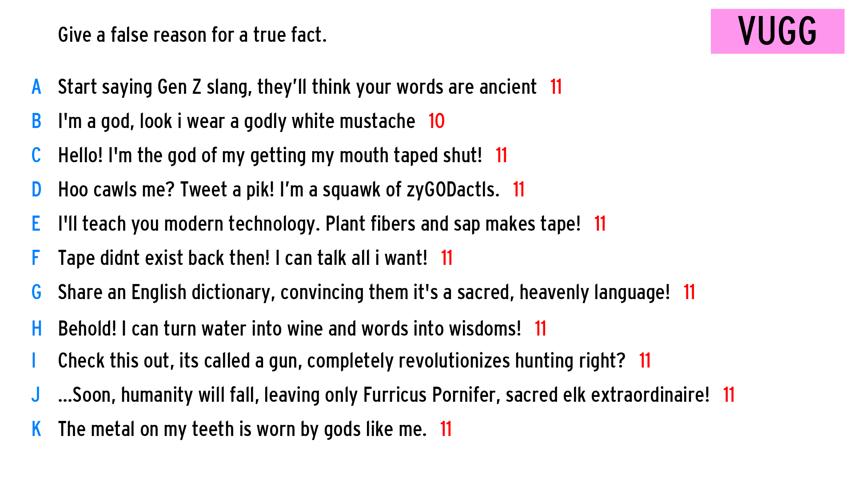 Give a false reason for a true fact.
VUGG
A Start saying Gen Z slang, they'll think your words are ancient 11
B I'm a god, look i wear a godly white mustache 10
C Hello! I'm the god of my getting my mouth taped shut! 11
D Hoo cawls me? Tweet a pik! I'm a squawk of zyGODactls. 11
E I'll teach you modern technology. Plant fibers and sap makes tape! 11
F Tape didnt exist back then! I can talk all i want! 11
G Share an English dictionary, convincing them it's a sacred, heavenly language! 11
H Behold! I can turn water into wine and words into wisdoms! 11
I Check this out, its called a gun, completely revolutionizes hunting right? 11
J ...Soon, humanity will fall, leaving only Furricus Pornifer, sacred elk extraordinaire! 11
K The metal on my teeth is worn by gods like me. 11